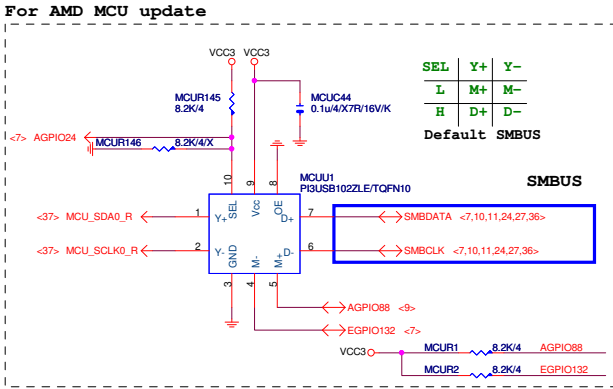 For AMD MCU update
VCC3 VCC3
SEL Y+ Y-
L M+ M-
H D+ D-
Default SMBUS
MCUR145
8.2K/4
MCUC44
0.1u/4/X7R/16V/K
<7> AGPIO24
MCUR146 8.2K/4/X
MCUU1
PI3USB102ZLE/TQFN10
SMBUS
10 9 8
SEL Vcc OE
<37> MCU_SDA0_R 1 Y+ D+ 7 SMBDATA <7,10,11,24,27,36>
<37> MCU_SCLK0_R 2 Y- D- 6 SMBCLK <7,10,11,24,27,36>
GND M- M+
3 4 5
AGPIO88 <9>
EGPIO132 <7>
VCC3 MCUR1 8.2K/4 AGPIO88
MCUR2 8.2K/4 EGPIO132